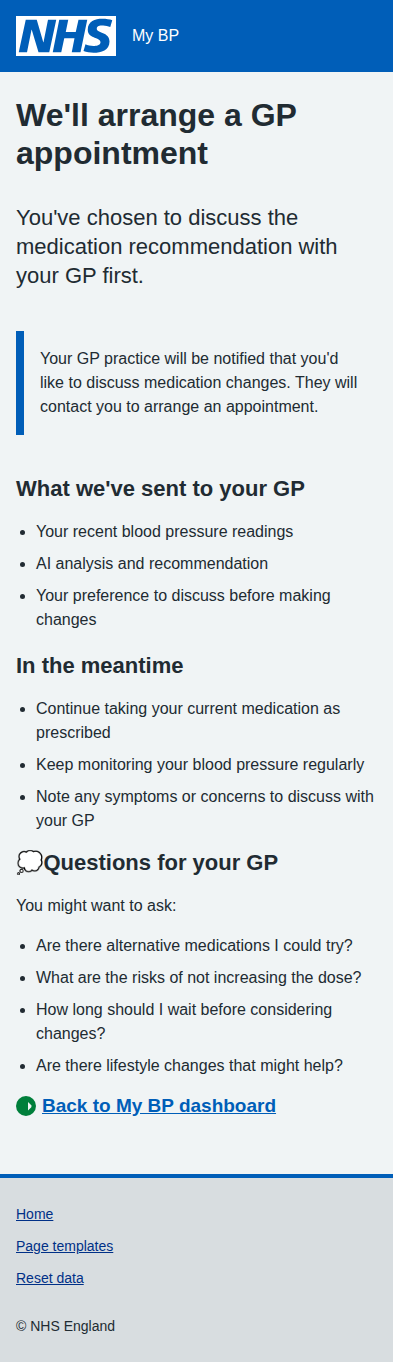 NHS My BP
We'll arrange a GP
appointment
You've chosen to discuss the
medication recommendation with
your GP first.
Your GP practice will be notified that you'd
like to discuss medication changes. They will
contact you to arrange an appointment.
What we've sent to your GP
Your recent blood pressure readings
AI analysis and recommendation
Your preference to discuss before making
changes
In the meantime
Continue taking your current medication as
prescribed
Keep monitoring your blood pressure regularly
Note any symptoms or concerns to discuss with
your GP
Questions for your GP
You might want to ask:
Are there alternative medications I could try?
What are the risks of not increasing the dose?
How long should I wait before considering
changes?
Are there lifestyle changes that might help?
Back to My BP dashboard
Home
Page templates
Reset data
© NHS England